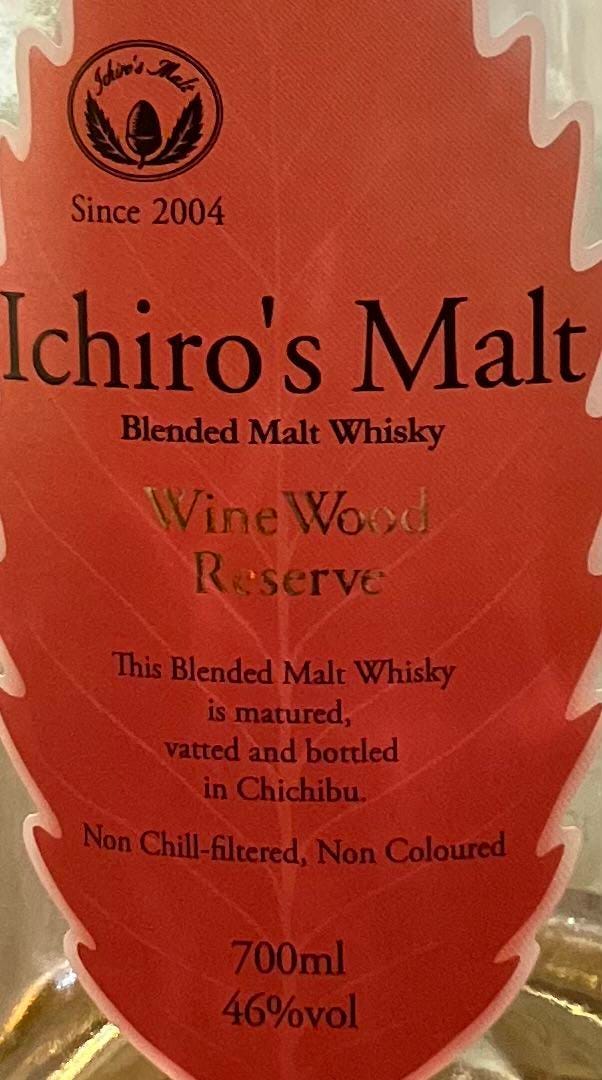 Ichiro's Malt
Since 2004
Ichiro's Malt
Blended Malt Whisky
Wine Wood
Reserve
This Blended Malt Whisky
is matured,
vatted and bottled
in Chichibu.
Non Chill-filtered, Non Coloured
700ml
46%vol